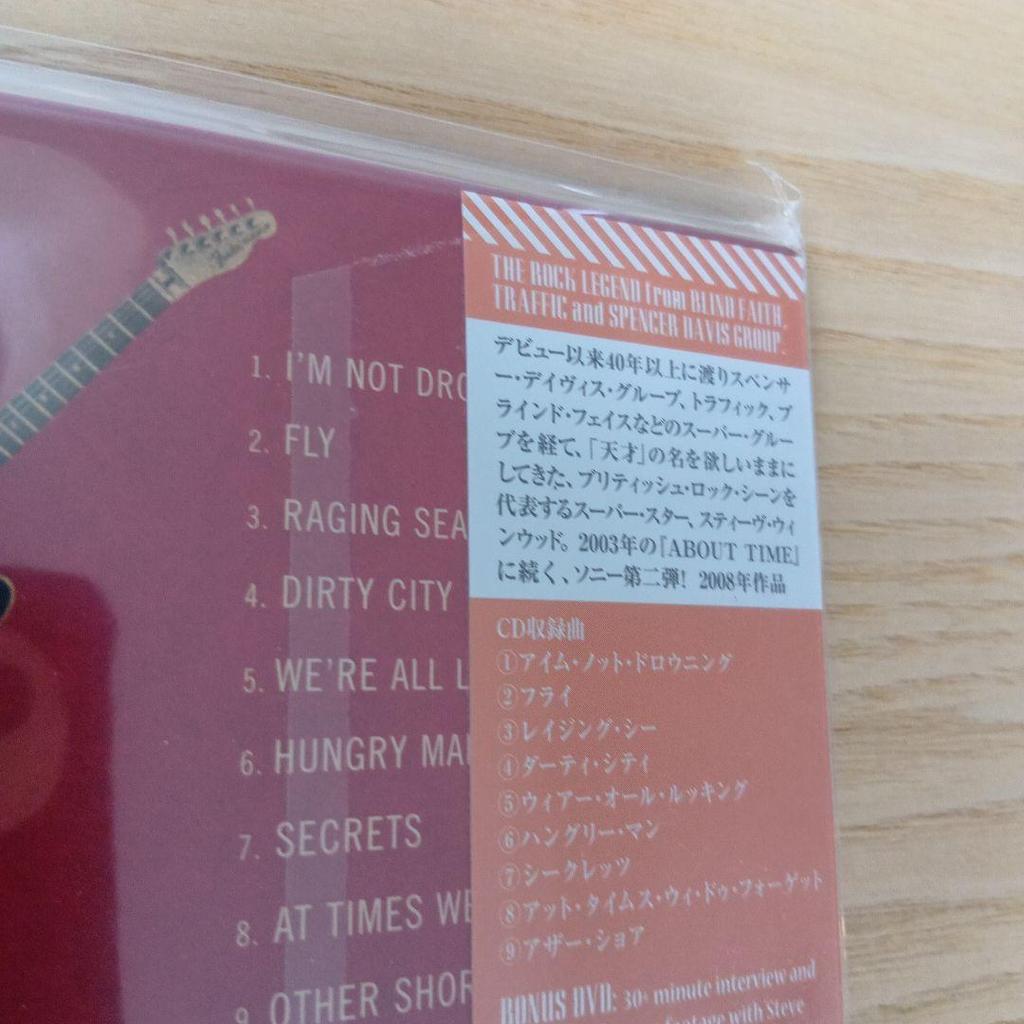 1. I'M NOT DRO
2. FLY
3. RAGING SEA
4. DIRTY CITY
5. WE'RE ALL L
6. HUNGRY MA
7. SECRETS
8. AT TIMES WE
9 OTHER SHOR
THE ROCK LEGEND from BLIND FAITH,
TRAFFIC and SPENCER DAVIS GROUP.
デビュー以来40年以上に渡りスペンサ
ー・デイヴィス・グループ、トラフィック、ブ
ラインド・フェイスなどのスーパー・グルー
プを経て、「天才」の名を欲しいままに
してきた、ブリティッシュ・ロック・シーンを
代表するスーパー・スター、スティーヴ・ウィ
ンウッド。2003年の『ABOUT TIME』
に続く、ソニー第二弾! 2008年作品
CD収録曲
①アイム・ノット・ドロウニング
②フライ
③レイジング・シー
④ダーティ・シティ
⑤ウィアー・オール・ルッキング
⑥ハングリー・マン
⑦シークレッツ
⑧アット・タイムス・ウィ・ドゥ・フォーゲット
⑨アザー・ショア
BONUS DVD: 30+ minute interview and
footage with Steve